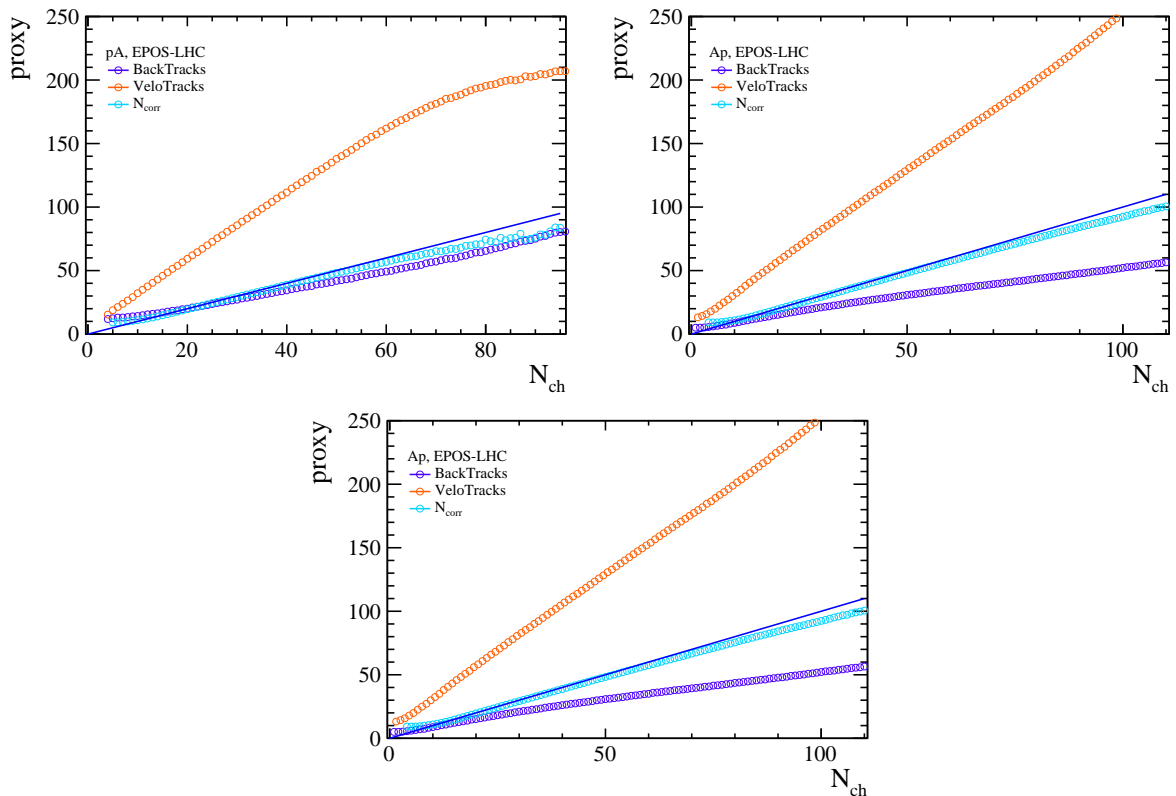 proxy
250
200
150
100
50
0
pA, EPOS-LHC
BackTracks
VeloTracks
N_corr
0 20 40 60 80
N_ch
proxy
250
200
150
100
50
0
Ap, EPOS-LHC
BackTracks
VeloTracks
N_corr
0 50 100
N_ch
proxy
250
200
150
100
50
0
Ap, EPOS-LHC
BackTracks
VeloTracks
N_corr
0 50 100
N_ch